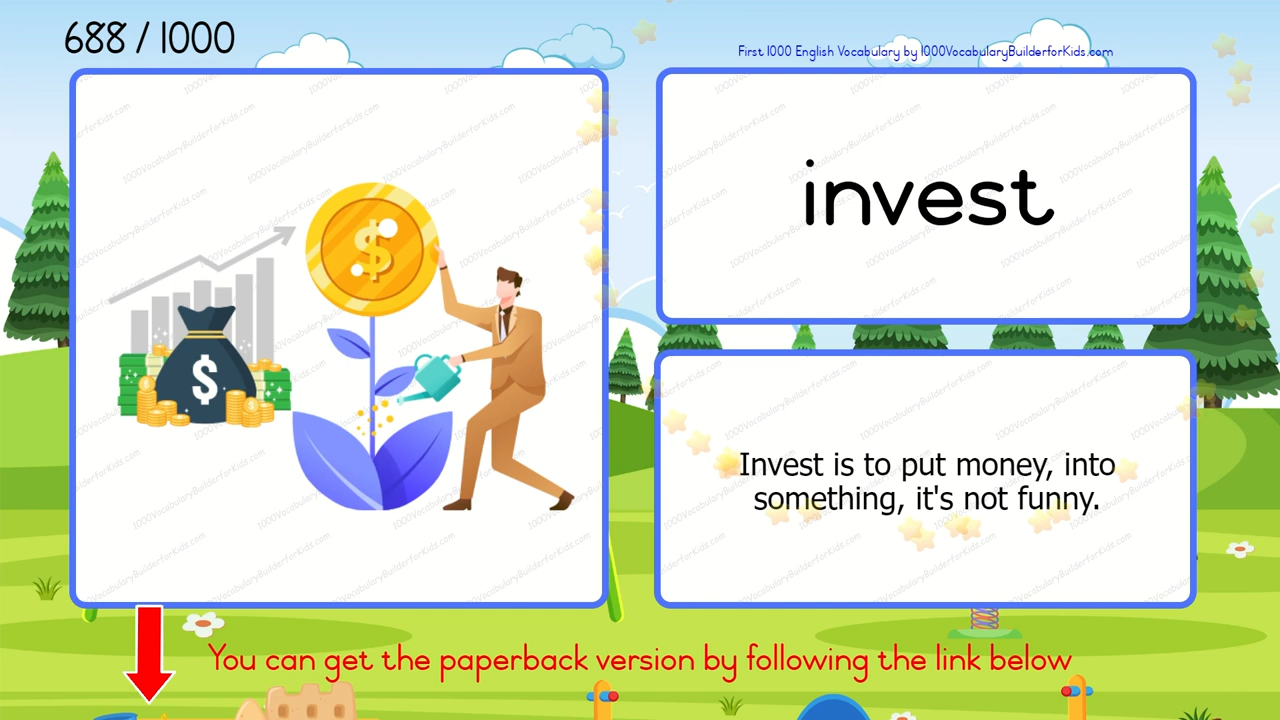 688 / 1000
First 1000 English Vocabulary by 1000VocabularyBuilderforKids.com
invest
Invest is to put money, into
something, it's not funny.
You can get the paperback version by following the link below